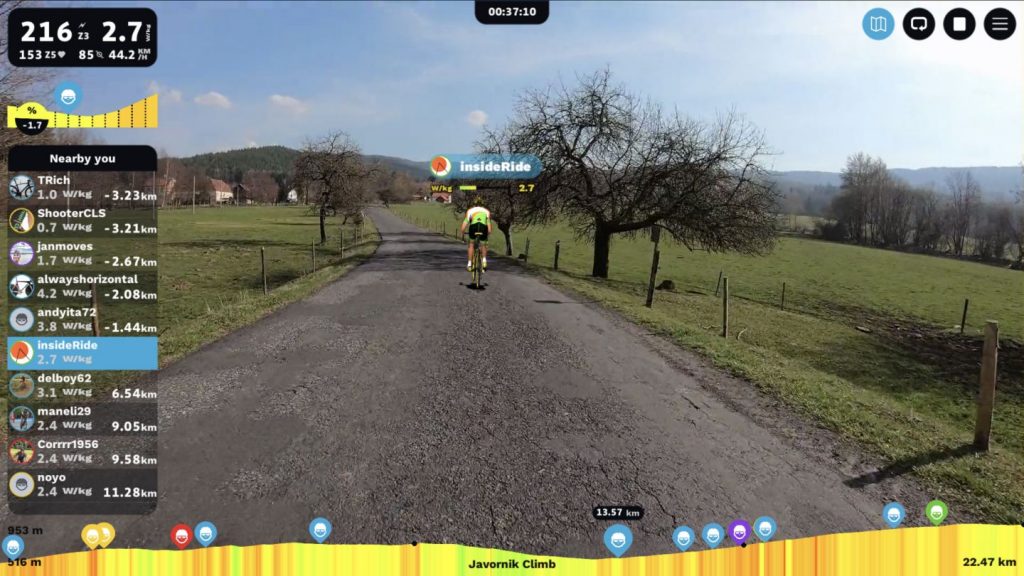 00:37:10
216 Z3 2.7 W/kg
153 Z5 85 44.2 KM/H
%
-1.7
Nearby you
TRich
1.0 W/kg -3.23km
ShooterCLS
0.7 W/kg -3.21km
janmoves
1.7 W/kg -2.67km
alwayshorizontal
4.2 W/kg -2.08km
andyita72
3.8 W/kg -1.44km
insideRide
2.7 W/kg
delboy62
3.1 W/kg 6.54km
maneli29
2.4 W/kg 9.05km
Corrrr1956
2.4 W/kg 9.58km
noyo
2.4 W/kg 11.28km
insideRide
W/kg 2.7
13.57 km
953 m
516 m
Javornik Climb
22.47 km